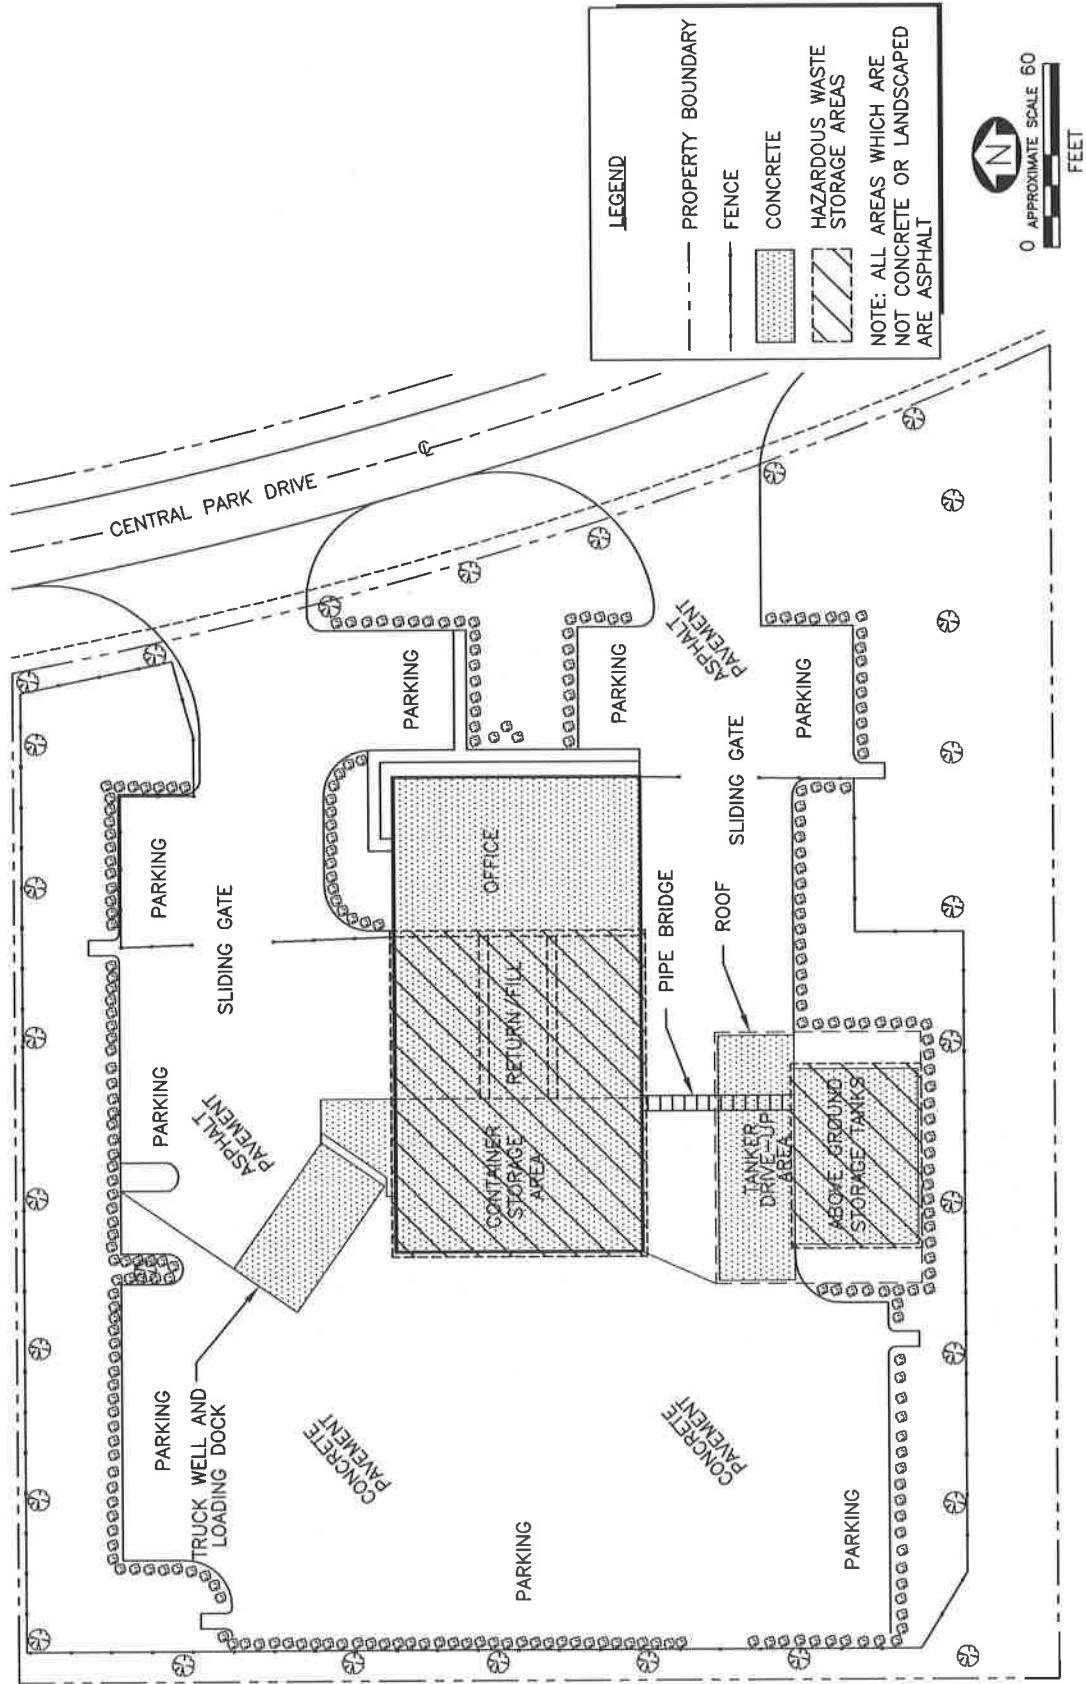 CENTRAL PARK DRIVE
℄
PARKING
SLIDING GATE
PARKING
ASPHALT
PAVEMENT
PARKING
TRUCK WELL AND
LOADING DOCK
PARKING
CONCRETE
PAVEMENT
PARKING
OFFICE
RETURN/FILL
CONTAINER
STORAGE
AREA
PARKING
PARKING
ASPHALT
PAVEMENT
PARKING
SLIDING GATE
PIPE BRIDGE
ROOF
TANKER
DRIVE-UP
AREA
ABOVE GROUND
STORAGE TANKS
CONCRETE
PAVEMENT
PARKING
LEGEND
PROPERTY BOUNDARY
FENCE
CONCRETE
HAZARDOUS WASTE
STORAGE AREAS
NOTE: ALL AREAS WHICH ARE
NOT CONCRETE OR LANDSCAPED
ARE ASPHALT
N
0 APPROXIMATE SCALE 60
FEET